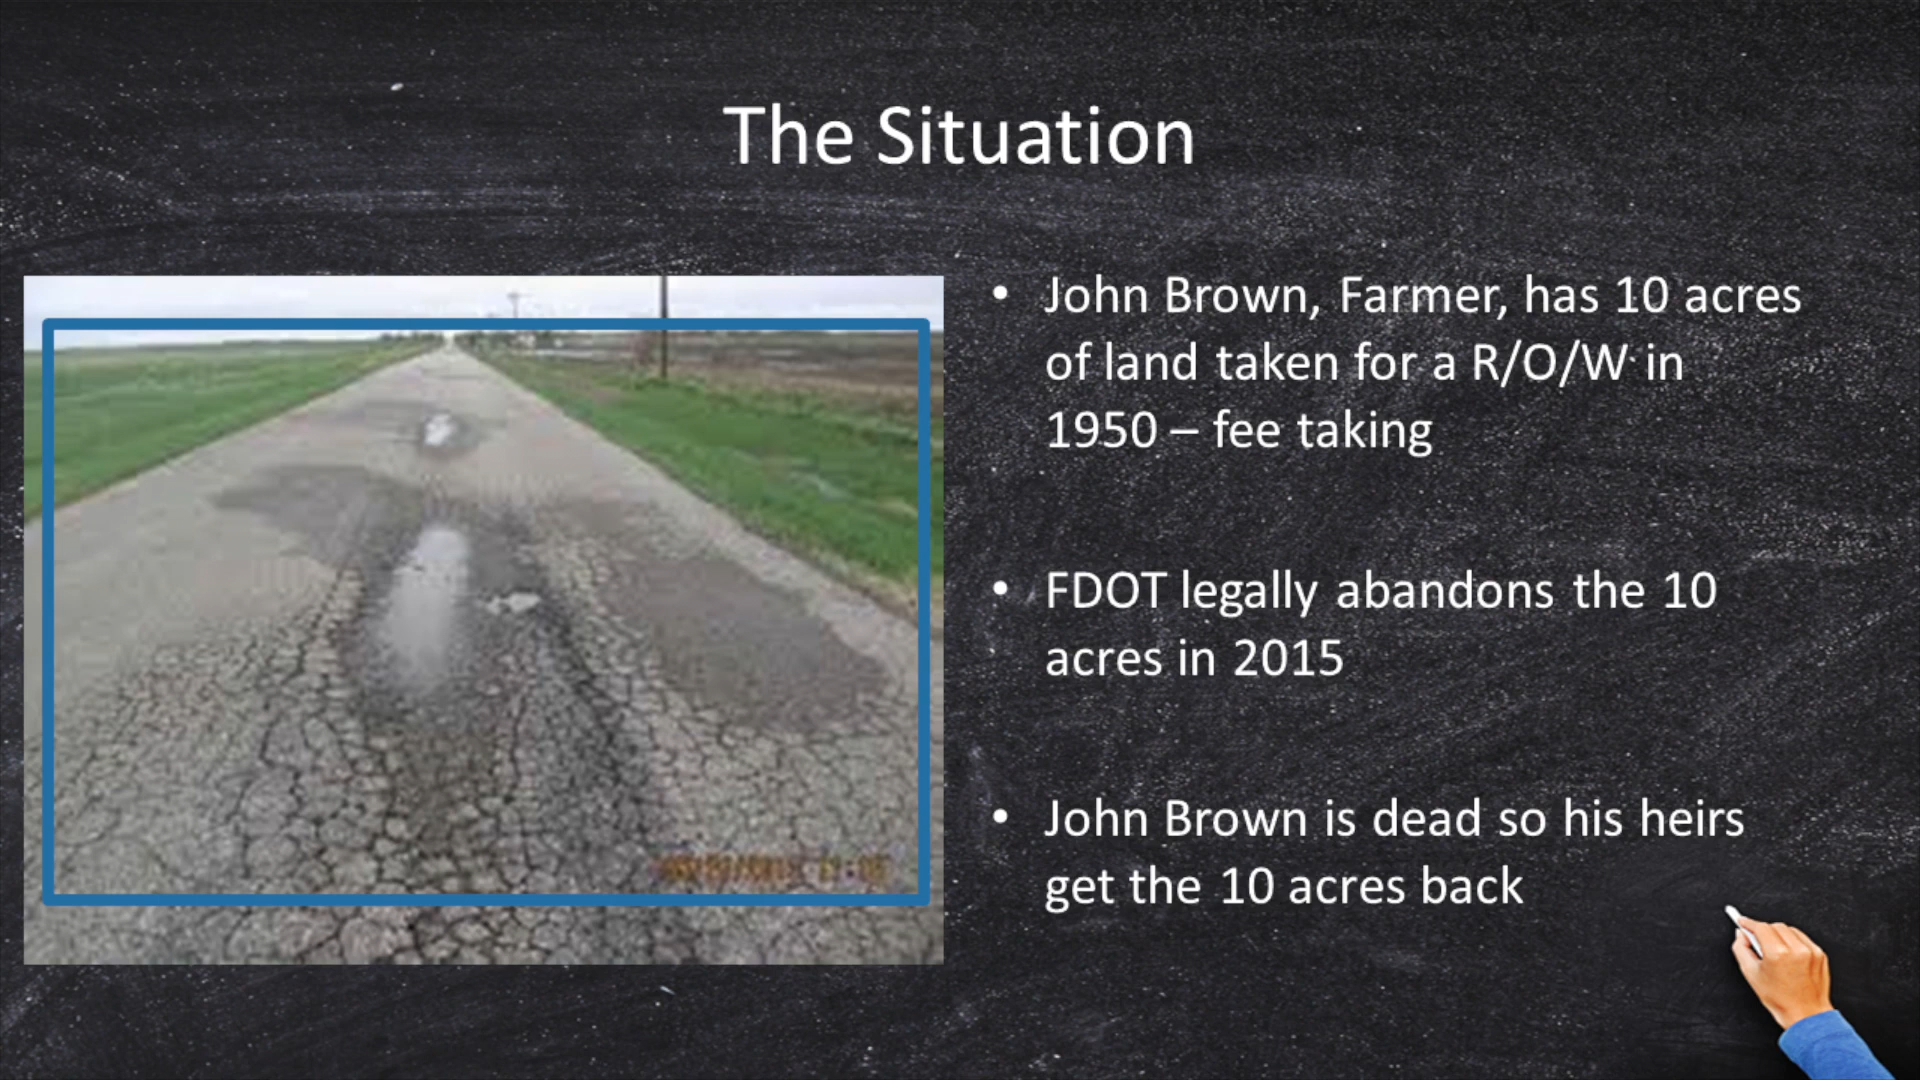 The Situation
• John Brown, Farmer, has 10 acres
of land taken for a R/O/W in
1950 – fee taking
• FDOT legally abandons the 10
acres in 2015
• John Brown is dead so his heirs
get the 10 acres back